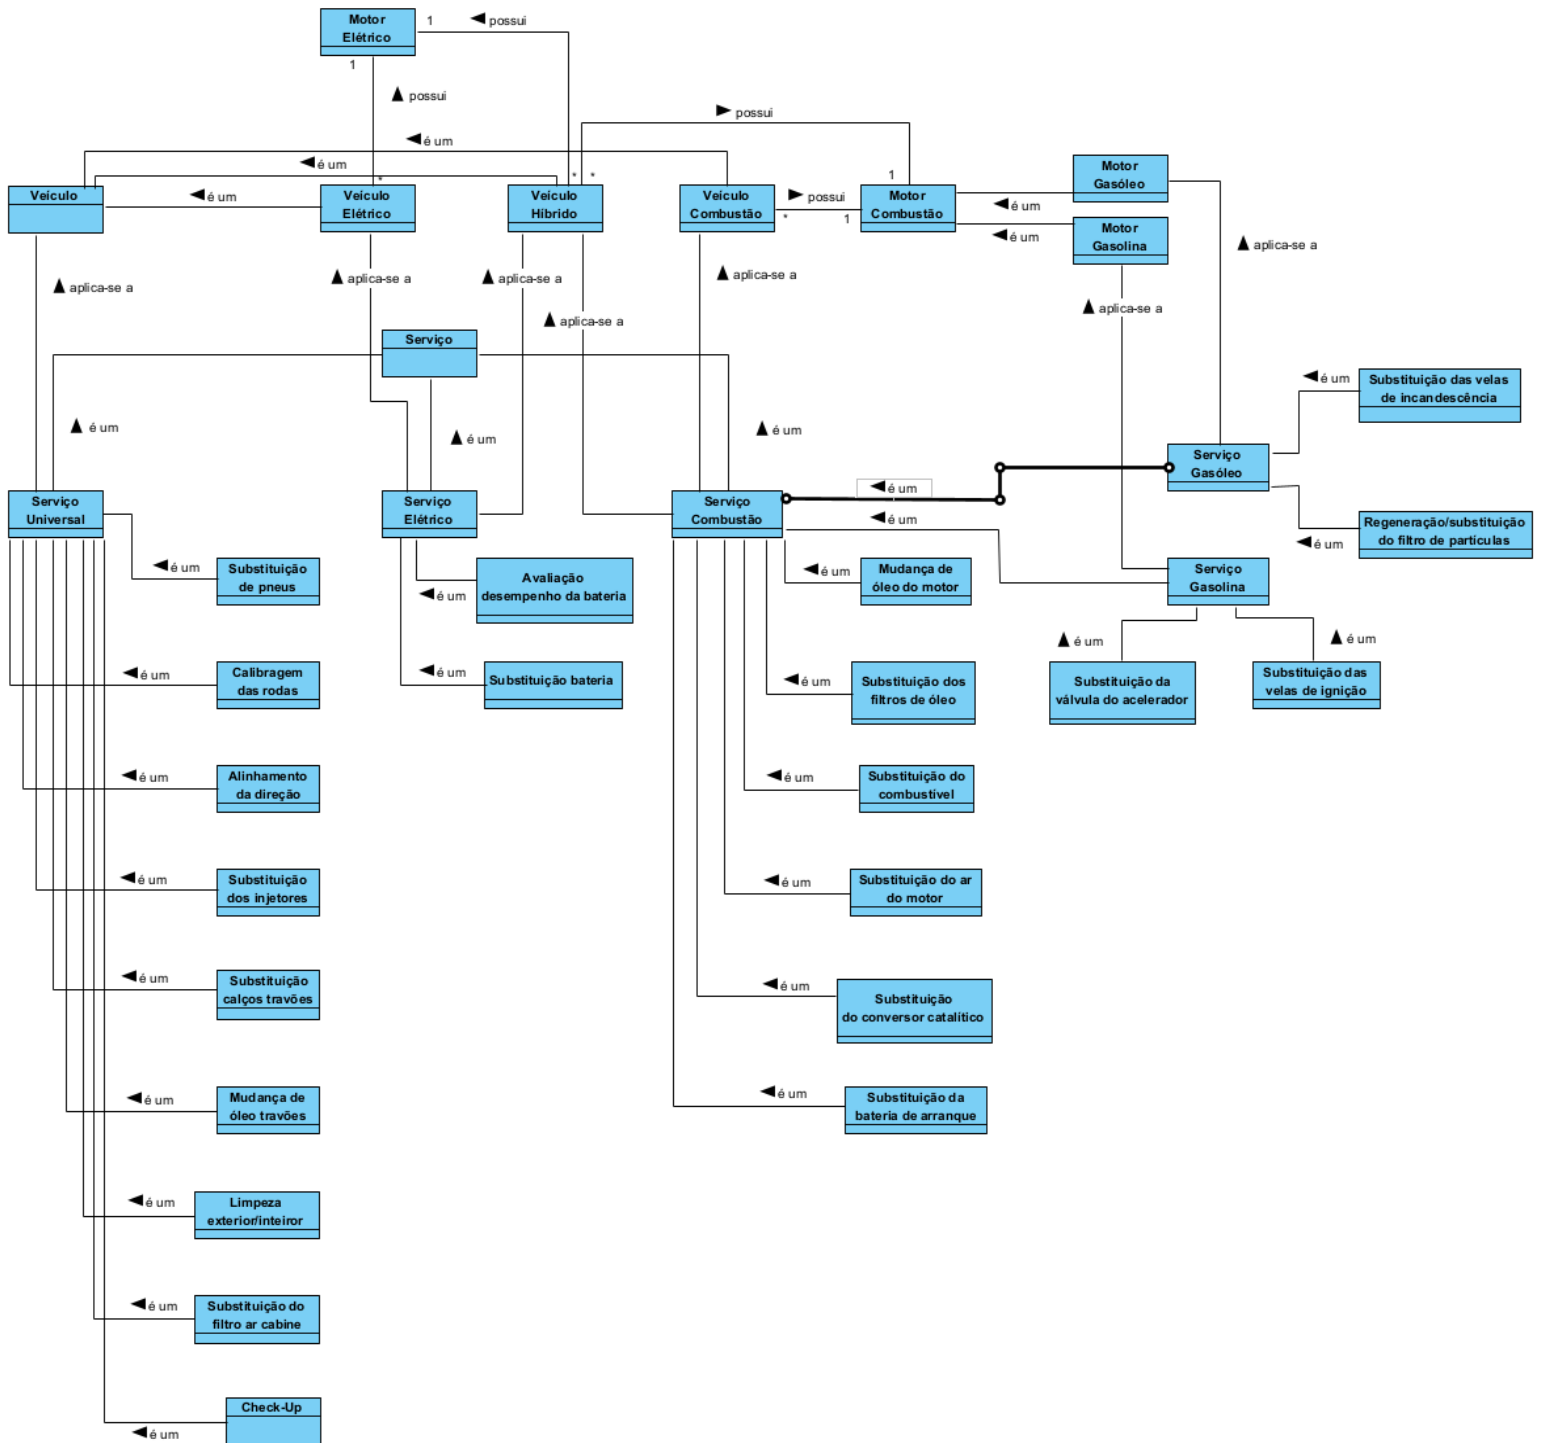 Motor
Elétrico
1
possui
1
possui
possui
é um
é um
Veículo
é um
*
Veículo
Elétrico
* *
Veículo
Híbrido
Veículo
Combustão
possui
*
1
1
Motor
Combustão
Motor
Gasóleo
é um
Motor
Gasolina
é um
aplica-se a
aplica-se a
aplica-se a
aplica-se a
aplica-se a
aplica-se a
aplica-se a
Serviço
é um
é um
é um
Substituição das velas
de incandescência
é um
Serviço
Gasóleo
Serviço
Universal
Serviço
Elétrico
Serviço
Combustão
é um
é um
Regeneração/substituição
do filtro de partículas
é um
é um
Substituição
de pneus
Avaliação
desempenho da bateria
é um
é um
Mudança de
óleo do motor
Serviço
Gasolina
é um
é um
é um
Calibragem
das rodas
é um
Substituição bateria
é um
Substituição dos
filtros de óleo
Substituição da
válvula do acelerador
Substituição das
velas de ignição
é um
Alinhamento
da direção
é um
Substituição do
combustível
é um
Substituição
dos injetores
é um
Substituição do ar
do motor
é um
Substituição
calços travões
é um
Substituição
do conversor catalítico
é um
Mudança de
óleo travões
é um
Substituição da
bateria de arranque
é um
Limpeza
exterior/inteiror
é um
Substituição do
filtro ar cabine
Check-Up
é um